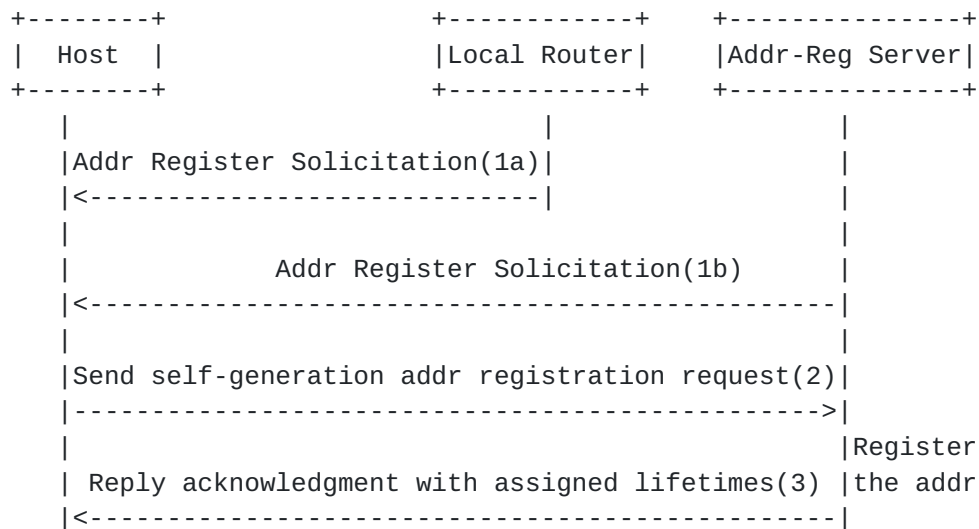 Host Local Router Addr-Reg Server
Addr Register Solicitation(1a)
Addr Register Solicitation(1b)
Send self-generation addr registration request(2)
Register
Reply acknowledgment with assigned lifetimes(3) the addr